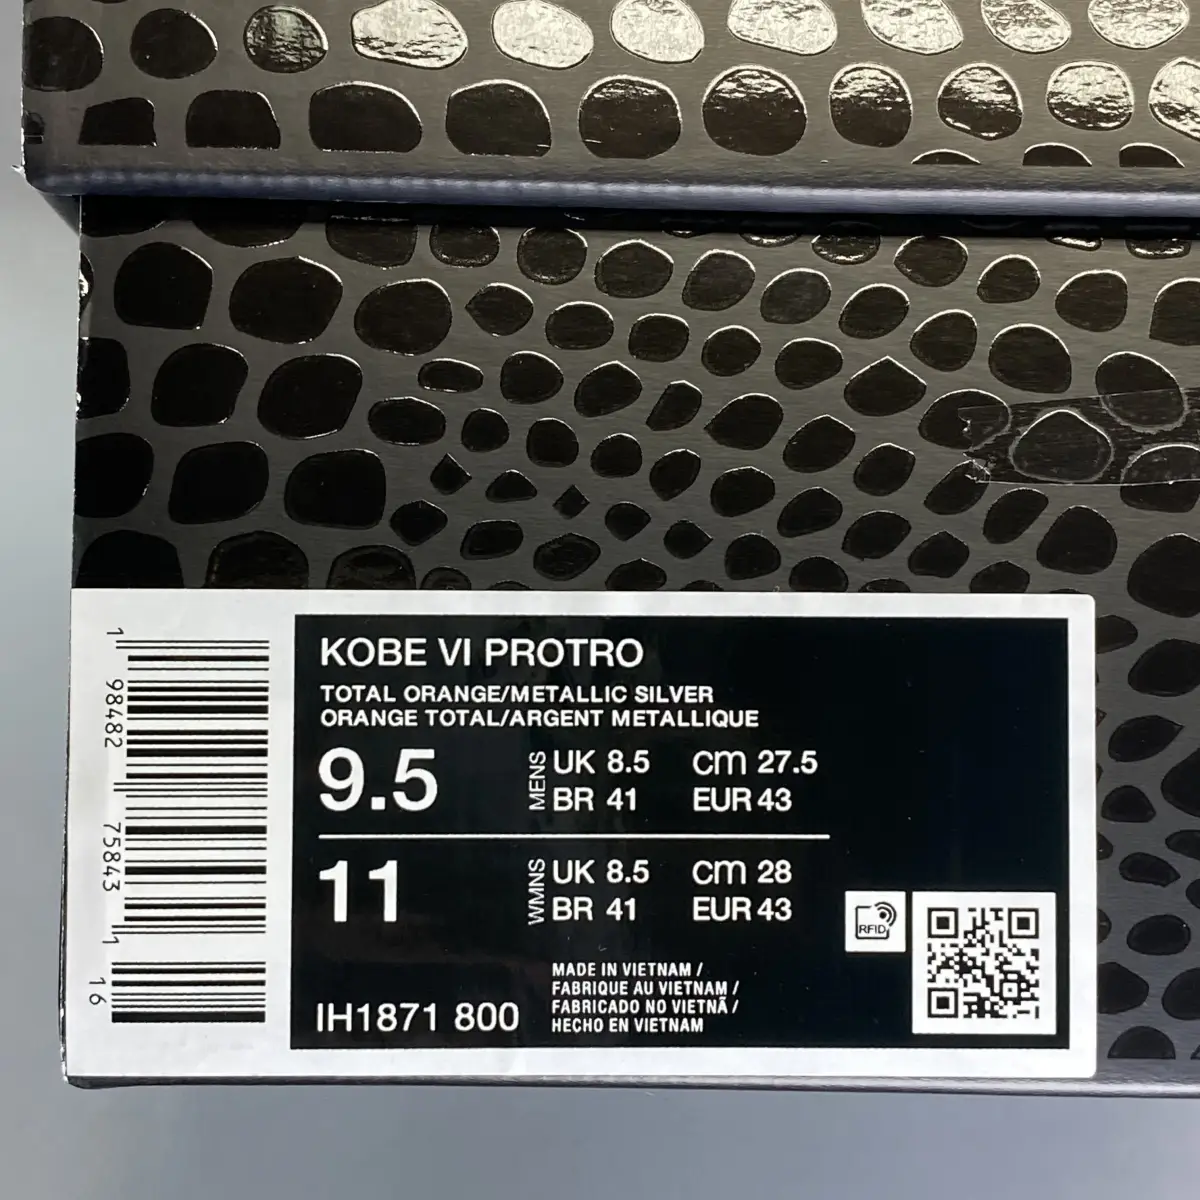 KOBE VI PROTRO
TOTAL ORANGE/METALLIC SILVER
ORANGE TOTAL/ARGENT METALLIQUE
9.5 MENS UK 8.5 cm 27.5
BR 41 EUR 43
11 WMNS UK 8.5 cm 28
BR 41 EUR 43
IH1871 800
MADE IN VIETNAM /
FABRIQUE AU VIETNAM /
FABRICADO NO VIETNÃ /
HECHO EN VIETNAM
RFID
1 98482 75843 1 16